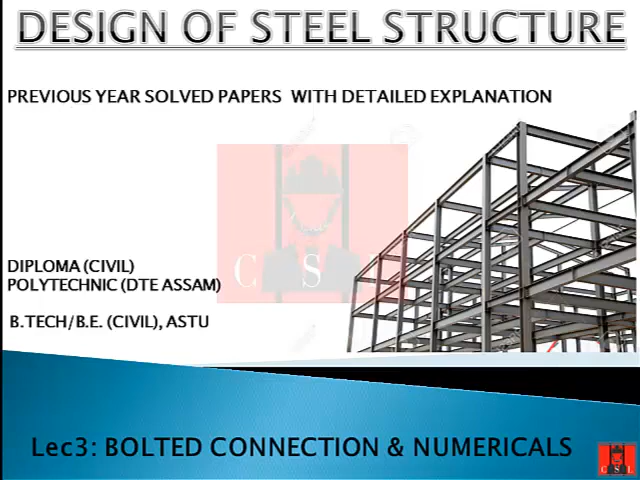 DESIGN OF STEEL STRUCTURE
PREVIOUS YEAR SOLVED PAPERS WITH DETAILED EXPLANATION
C S L
DIPLOMA (CIVIL)
POLYTECHNIC (DTE ASSAM)
B.TECH/B.E. (CIVIL), ASTU
Lec3: BOLTED CONNECTION & NUMERICALS
C S L